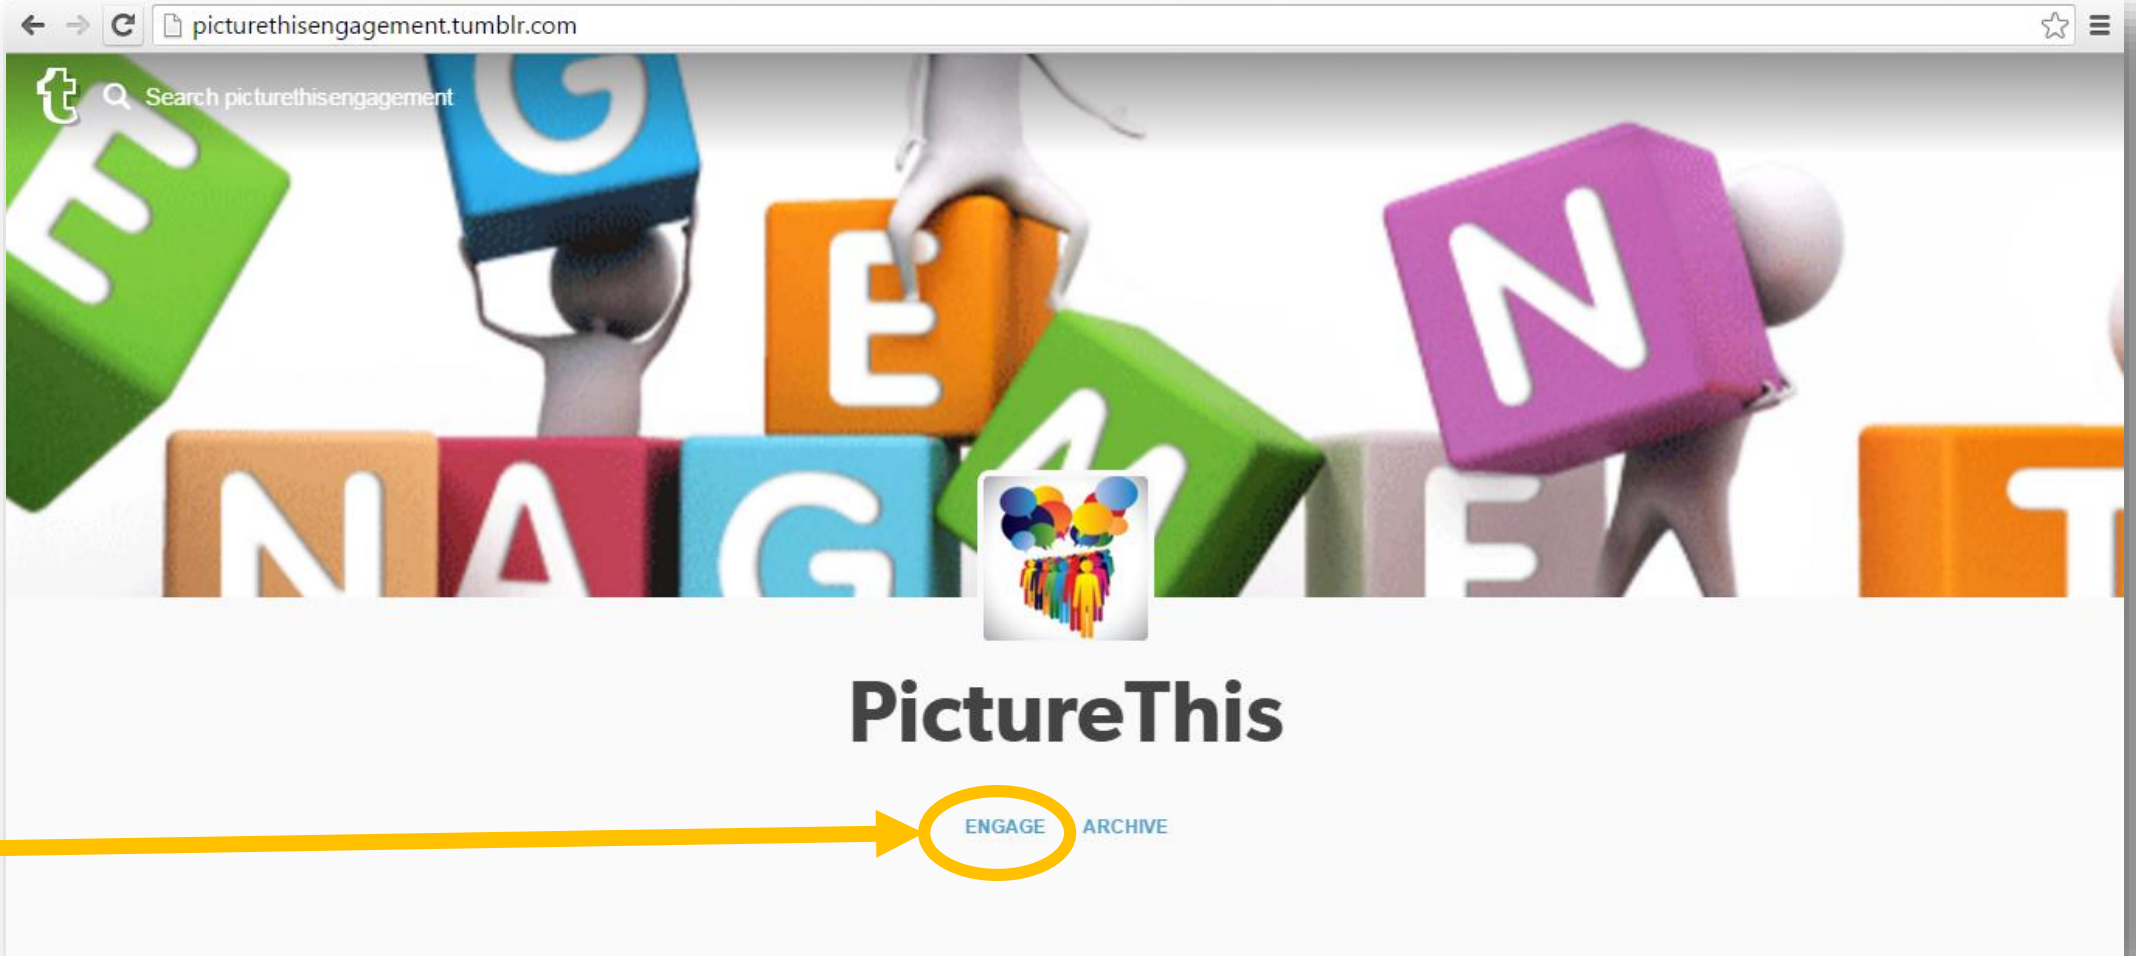 picturethisengagement.tumblr.com
t Search picturethisengagement
E G E N
N A G M E T
PictureThis
ENGAGE ARCHIVE